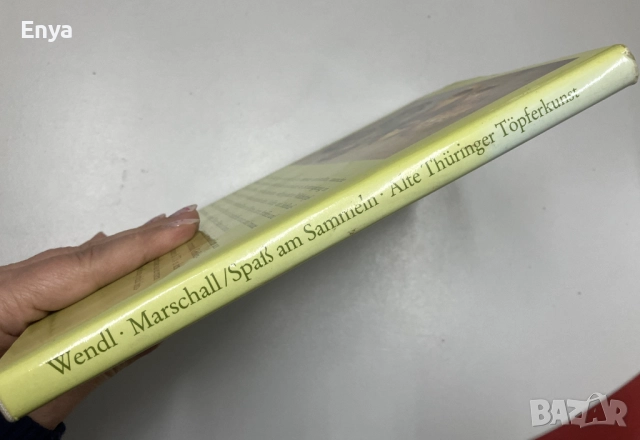 Enya
Wendl · Marschall/Spaß am Sammeln · Alte Thüringer Töpferkunst
BAZAR